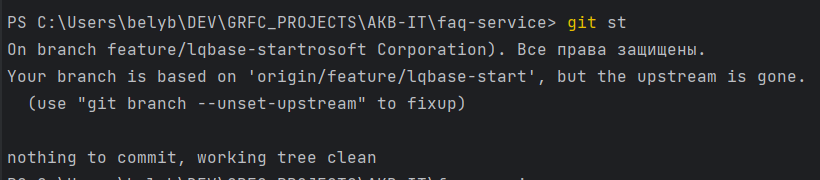 PS C:\Users\belyb\DEV\GRFC_PROJECTS\AKB-IT\faq-service> git st
On branch feature/lqbase-startrosoft Corporation). Все права защищены.
Your branch is based on 'origin/feature/lqbase-start', but the upstream is gone.
  (use "git branch --unset-upstream" to fixup)
nothing to commit, working tree clean